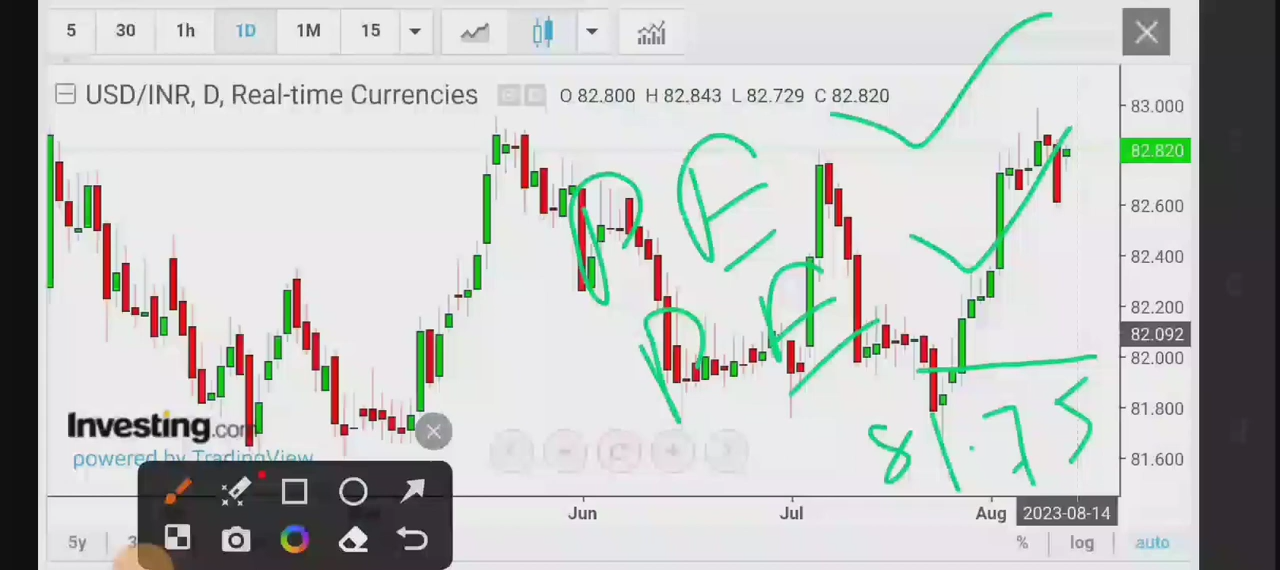 5 30 1h 1D 1M 15
USD/INR, D, Real-time Currencies O 82.800 H 82.843 L 82.729 C 82.820
83.000
82.820
82.600
82.400
82.200
82.092
82.000
81.800
81.600
P E
P E
81.75
Investing.com
powered by TradingView
Jun Jul Aug 2023-08-14
5y % log auto